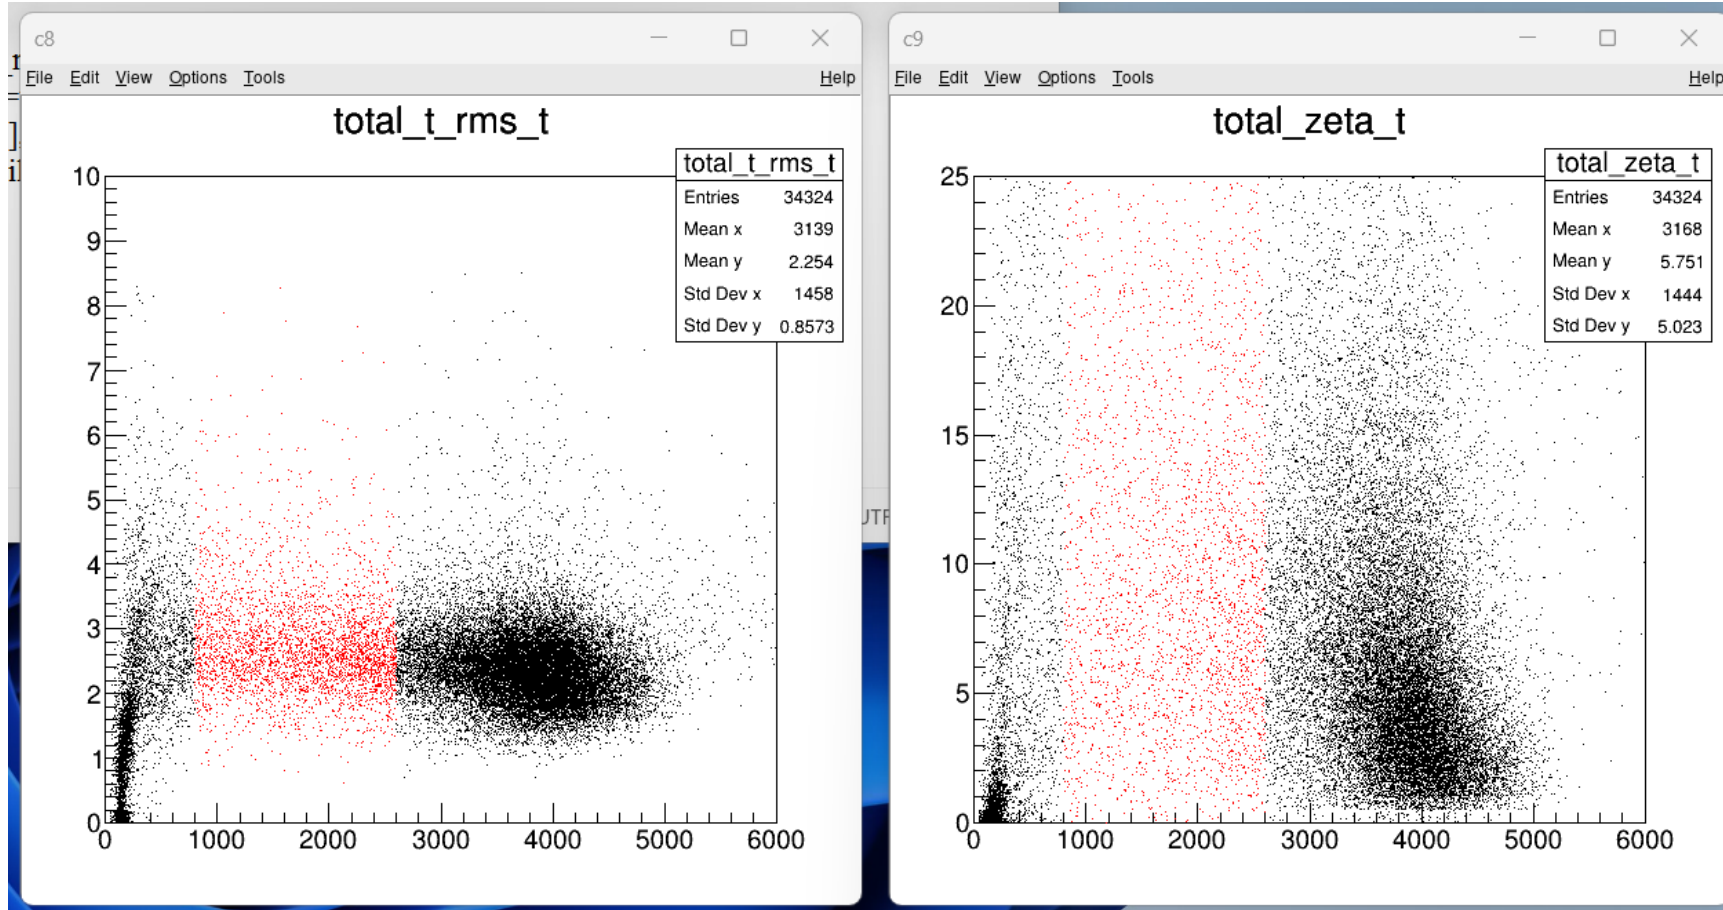 c8
File Edit View Options Tools Help
total_t_rms_t
total_t_rms_t
Entries 34324
Mean x 3139
Mean y 2.254
Std Dev x 1458
Std Dev y 0.8573
10
9
8
7
6
5
4
3
2
1
0
0 1000 2000 3000 4000 5000 6000
c9
File Edit View Options Tools Help
total_zeta_t
total_zeta_t
Entries 34324
Mean x 3168
Mean y 5.751
Std Dev x 1444
Std Dev y 5.023
25
20
15
10
5
0
0 1000 2000 3000 4000 5000 6000